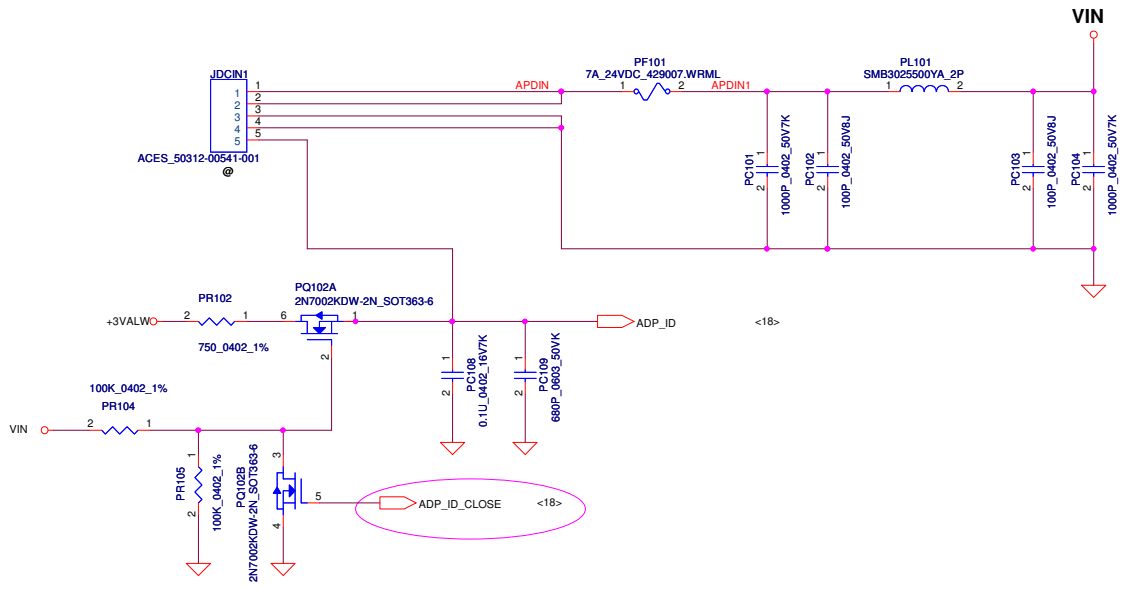 VIN
JDCIN1
1
2
3
4
5
1
2
3
4
5
ACES_50312-00541-001
@
APDIN
PF101
7A_24VDC_429007.WRML
1
2
APDIN1
PL101
SMB3025500YA_2P
1
2
PC101
1000P_0402_50V7K
1
2
PC102
100P_0402_50V8J
1
2
PC103
100P_0402_50V8J
1
2
PC104
1000P_0402_50V7K
1
2
PR102
+3VALW
2
1
750_0402_1%
PQ102A
2N7002KDW-2N_SOT363-6
6
1
2
ADP_ID
<18>
PC108
0.1U_0402_16V7K
1
2
PC109
680P_0603_50VK
1
2
100K_0402_1%
PR104
VIN
2
1
PR105
100K_0402_1%
1
2
PQ102B
2N7002KDW-2N_SOT363-6
3
4
5
ADP_ID_CLOSE
<18>